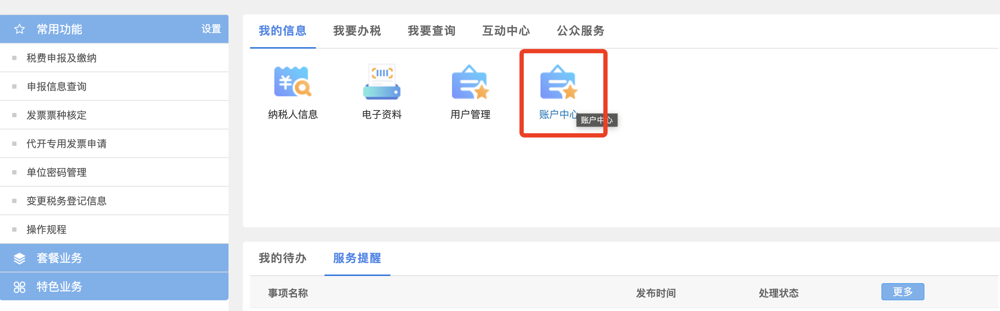 常用功能 设置
税费申报及缴纳
申报信息查询
发票票种核定
代开专用发票申请
单位密码管理
变更税务登记信息
操作规程
套餐业务
特色业务
我的信息 我要办税 我要查询 互动中心 公众服务
纳税人信息 电子资料 用户管理 账户中心
账户中心
我的待办 服务提醒
事项名称 发布时间 处理状态 更多